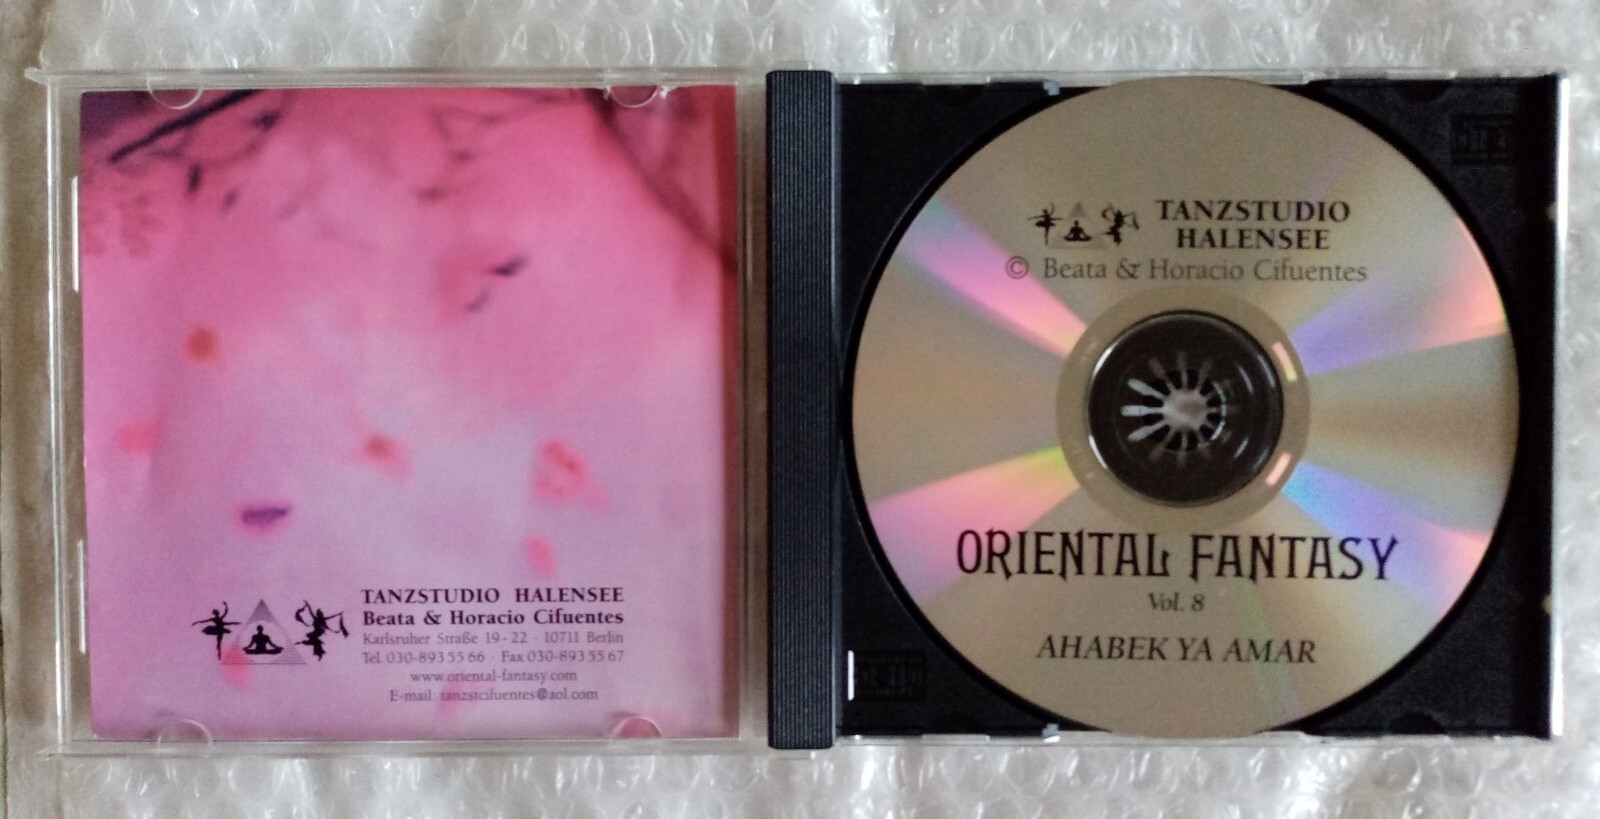 TANZSTUDIO HALENSEE
Beata & Horacio Cifuentes
Karlsruher Straße 19 - 22 · 10711 Berlin
Tel. 030-893 55 66 · Fax 030-893 55 67
www.oriental-fantasy.com
E-mail: tanzstcifuentes@aol.com
TANZSTUDIO
HALENSEE
© Beata & Horacio Cifuentes
ORIENTAL FANTASY
Vol. 8
AHABEK YA AMAR